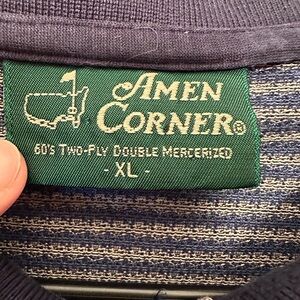 AMEN
CORNER®
60'S TWO-PLY DOUBLE MERCERIZED
- XL -